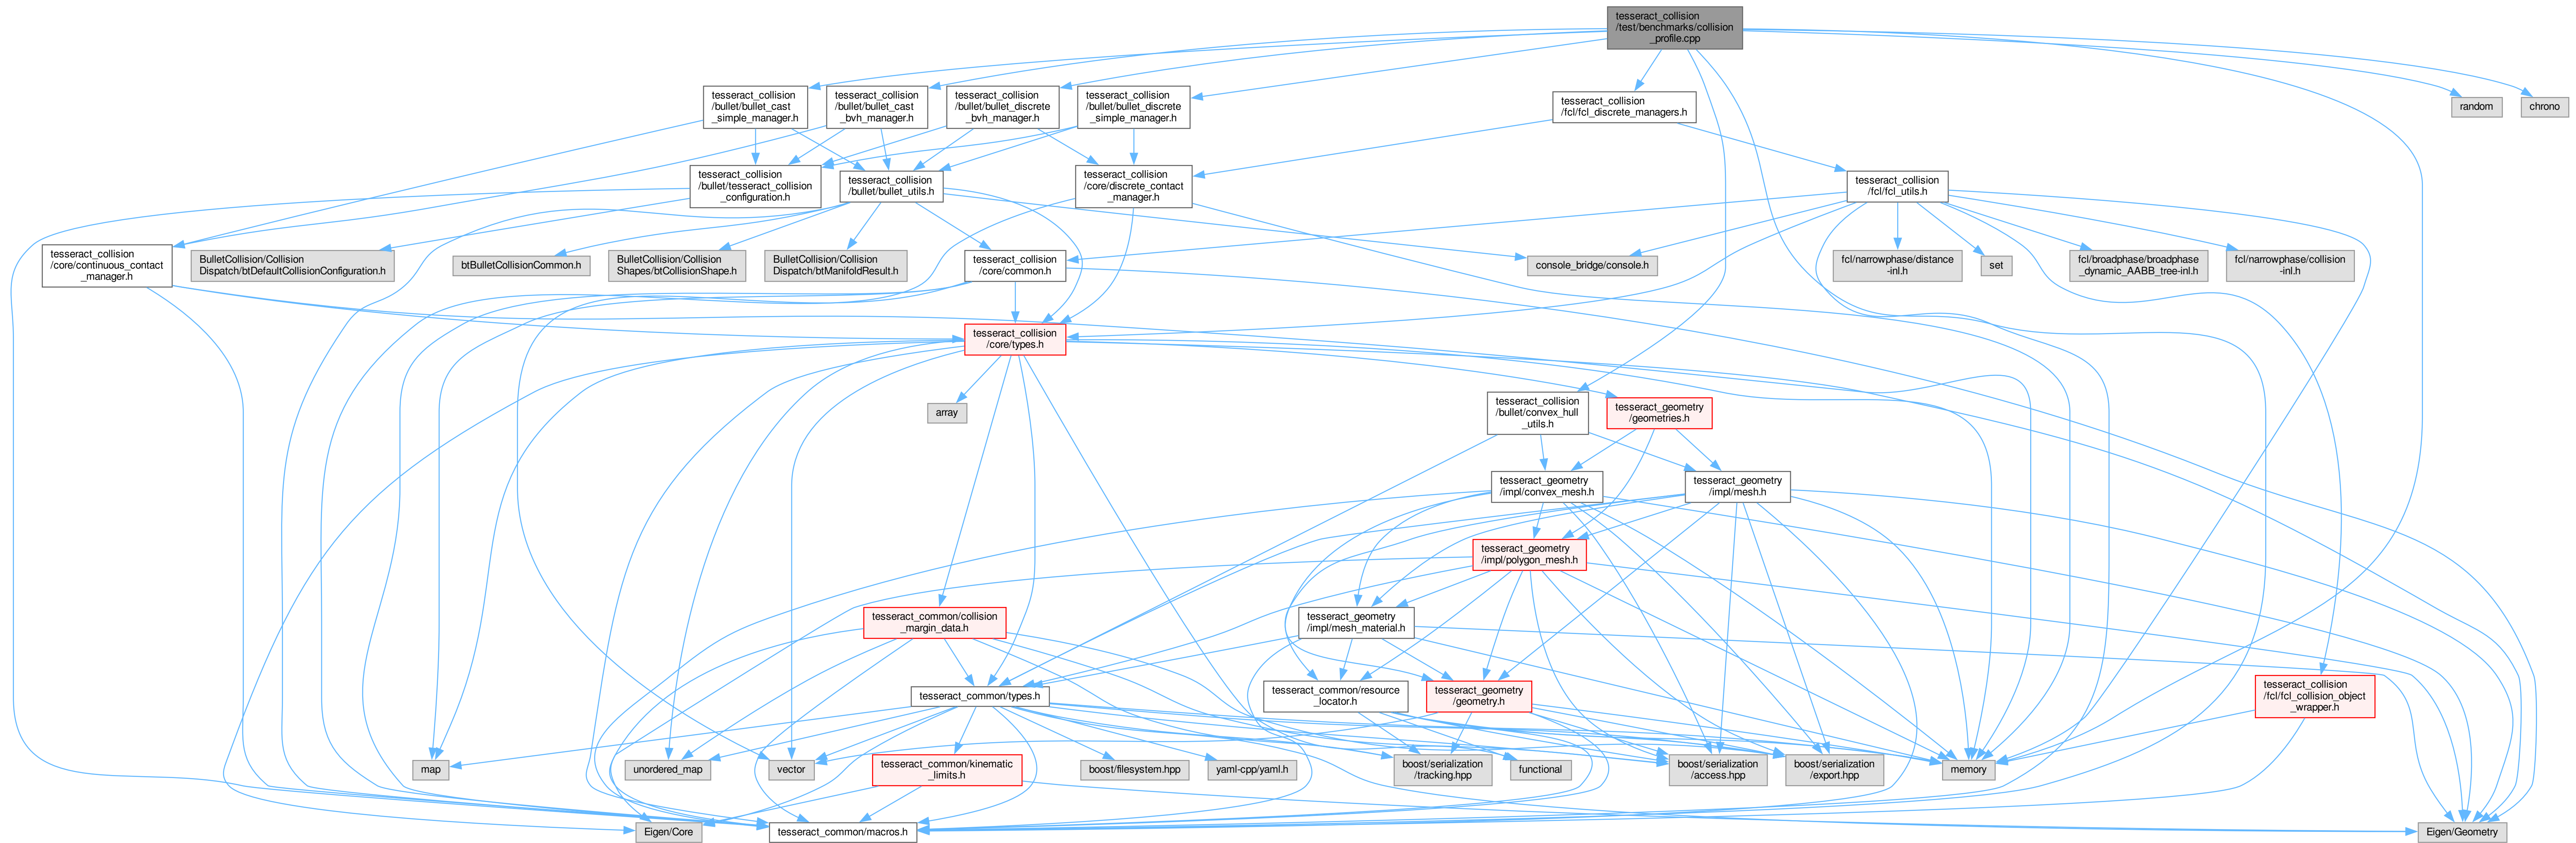 tesseract_collision
/test/benchmarks/collision
_profile.cpp
tesseract_collision
/bullet/bullet_cast
_simple_manager.h
tesseract_collision
/bullet/bullet_cast
_bvh_manager.h
tesseract_collision
/bullet/bullet_discrete
_bvh_manager.h
tesseract_collision
/bullet/bullet_discrete
_simple_manager.h
tesseract_collision
/fcl/fcl_discrete_managers.h
random
chrono
tesseract_collision
/bullet/tesseract_collision
_configuration.h
tesseract_collision
/bullet/bullet_utils.h
tesseract_collision
/core/discrete_contact
_manager.h
tesseract_collision
/fcl/fcl_utils.h
tesseract_collision
/core/continuous_contact
_manager.h
BulletCollision/Collision
Dispatch/btDefaultCollisionConfiguration.h
btBulletCollisionCommon.h
BulletCollision/Collision
Shapes/btCollisionShape.h
BulletCollision/Collision
Dispatch/btManifoldResult.h
tesseract_collision
/core/common.h
console_bridge/console.h
fcl/narrowphase/distance
-inl.h
set
fcl/broadphase/broadphase
_dynamic_AABB_tree-inl.h
fcl/narrowphase/collision
-inl.h
tesseract_collision
/core/types.h
array
tesseract_collision
/bullet/convex_hull
_utils.h
tesseract_geometry
/geometries.h
tesseract_geometry
/impl/convex_mesh.h
tesseract_geometry
/impl/mesh.h
tesseract_geometry
/impl/polygon_mesh.h
tesseract_common/collision
_margin_data.h
tesseract_geometry
/impl/mesh_material.h
tesseract_common/types.h
tesseract_common/resource
_locator.h
tesseract_geometry
/geometry.h
tesseract_collision
/fcl/fcl_collision_object
_wrapper.h
map
unordered_map
vector
tesseract_common/kinematic
_limits.h
boost/filesystem.hpp
yaml-cpp/yaml.h
boost/serialization
/tracking.hpp
functional
boost/serialization
/access.hpp
boost/serialization
/export.hpp
memory
Eigen/Core
tesseract_common/macros.h
Eigen/Geometry